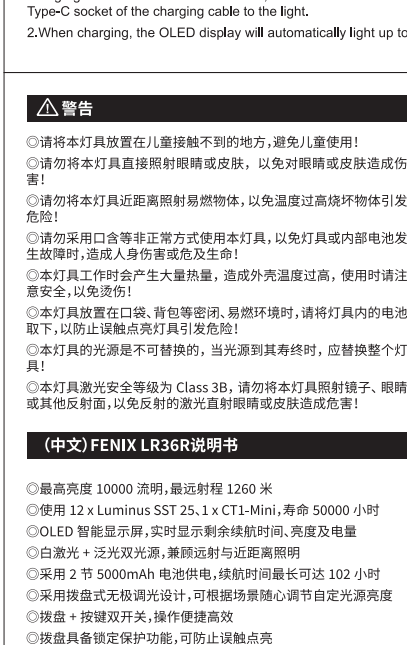 Type-C socket of the charging cable to the light.
2.When charging, the OLED display will automatically light up to
警告
◎请将本灯具放置在儿童接触不到的地方，避免儿童使用！
◎请勿将本灯具直接照射眼睛或皮肤，以免对眼睛或皮肤造成伤
害！
◎请勿将本灯具近距离照射易燃物体，以免温度过高烧坏物体引发
危险！
◎请勿采用口含等非正常方式使用本灯具，以免灯具或内部电池发
生故障时，造成人身伤害或危及生命！
◎本灯具工作时会产生大量热量，造成外壳温度过高，使用时请注
意安全，以免烫伤！
◎本灯具放置在口袋、背包等密闭、易燃环境时，请将灯具内的电池
取下，以防止误触点亮灯具引发危险！
◎本灯具的光源是不可替换的，当光源到其寿终时，应替换整个灯
具！
◎本灯具激光安全等级为 Class 3B，请勿将本灯具照射镜子、眼睛
或其他反射面，以免反射的激光直射眼睛或皮肤造成危害！
（中文）FENIX LR36R说明书
◎最高亮度 10000 流明，最远射程 1260 米
◎使用 12 x Luminus SST 25、1 x CT1-Mini，寿命 50000 小时
◎OLED 智能显示屏，实时显示剩余续航时间、亮度及电量
◎白激光 + 泛光双光源，兼顾远射与近距离照明
◎采用 2 节 5000mAh 电池供电，续航时间最长可达 102 小时
◎采用拨盘式无极调光设计，可根据场景随心调节自定光源亮度
◎拨盘 + 按键双开关，操作便捷高效
◎拨盘具备锁定保护功能，可防止误触点亮